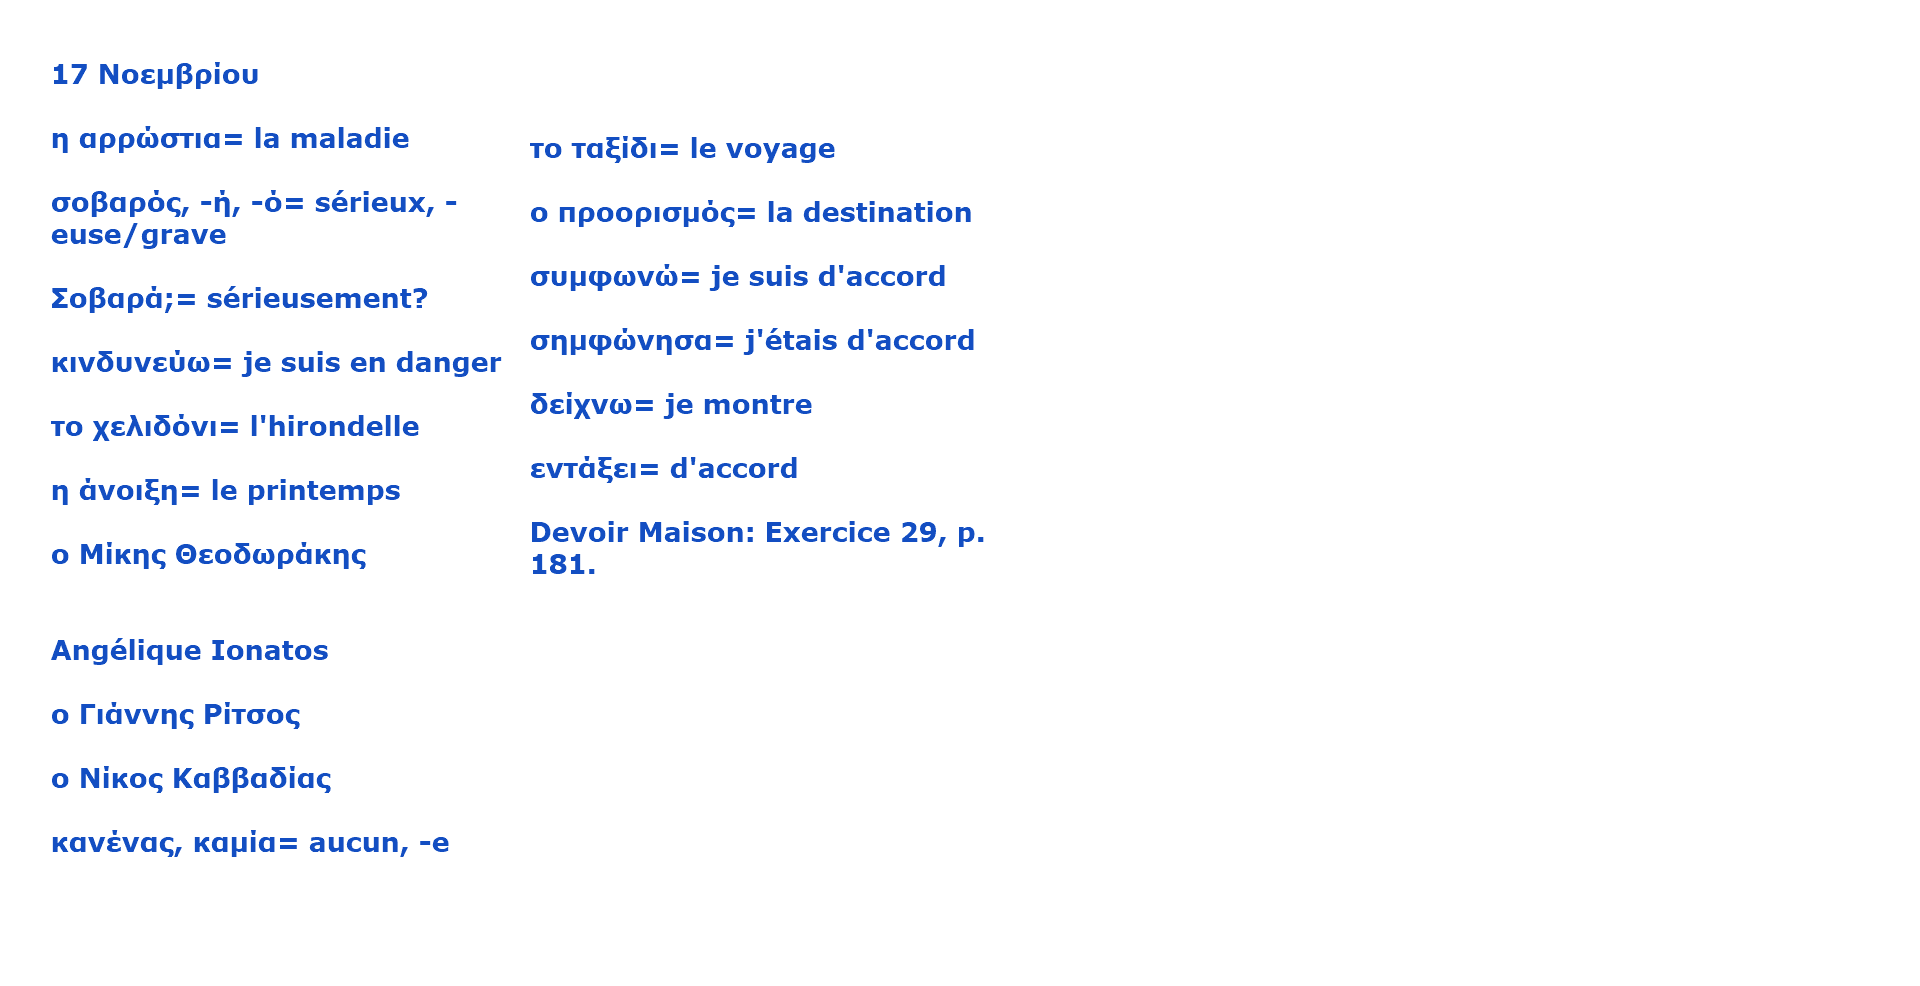 17 Νοεμβρίου
η αρρώστια= la maladie
σοβαρός, -ή, -ό= sérieux, -
euse/grave
Σοβαρά;= sérieusement?
κινδυνεύω= je suis en danger
το χελιδόνι= l'hirondelle
η άνοιξη= le printemps
ο Μίκης Θεοδωράκης
Angélique Ionatos
ο Γιάννης Ρίτσος
ο Νίκος Καββαδίας
κανένας, καμία= aucun, -e
το ταξίδι= le voyage
ο προορισμός= la destination
συμφωνώ= je suis d'accord
σημφώνησα= j'étais d'accord
δείχνω= je montre
εντάξει= d'accord
Devoir Maison: Exercice 29, p.
181.